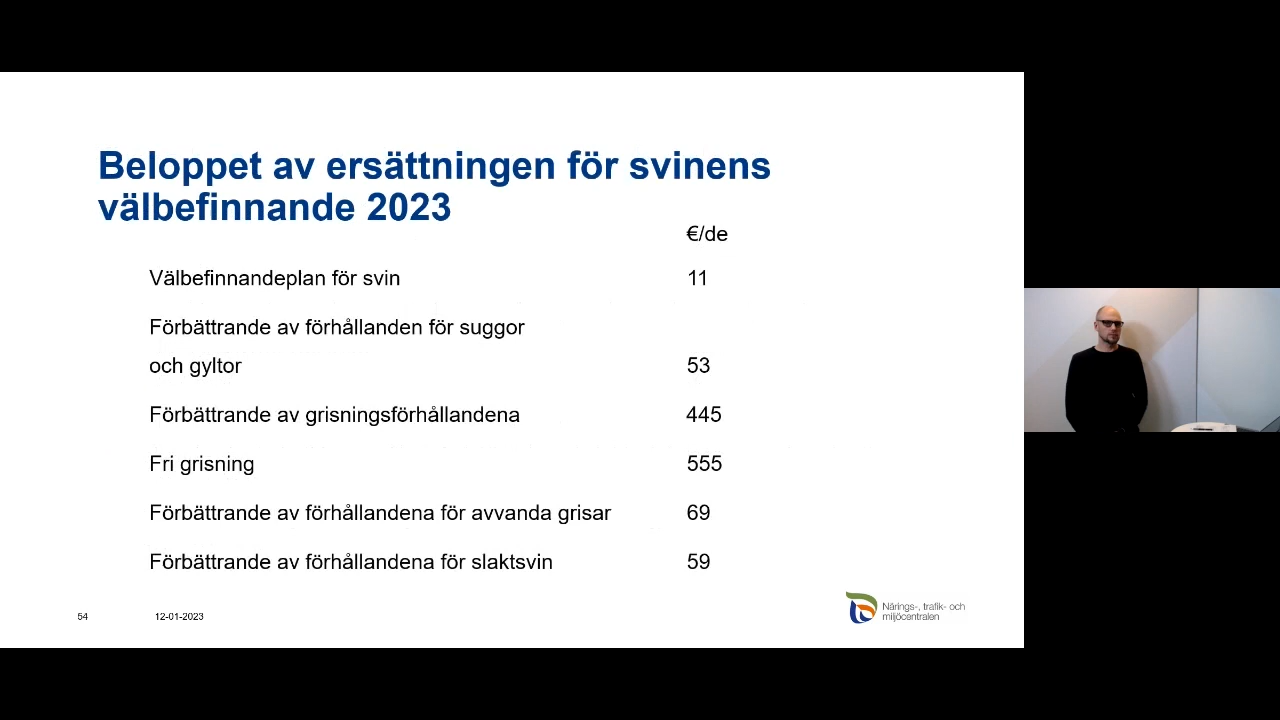 Beloppet av ersättningen för svinens
välbefinnande 2023
€/de
Välbefinnandeplan för svin 11
Förbättrande av förhållanden för suggor
och gyltor 53
Förbättrande av grisningsförhållandena 445
Fri grisning 555
Förbättrande av förhållandena för avvanda grisar 69
Förbättrande av förhållandena för slaktsvin 59
54 12-01-2023
Närings-, trafik- och
miljöcentralen